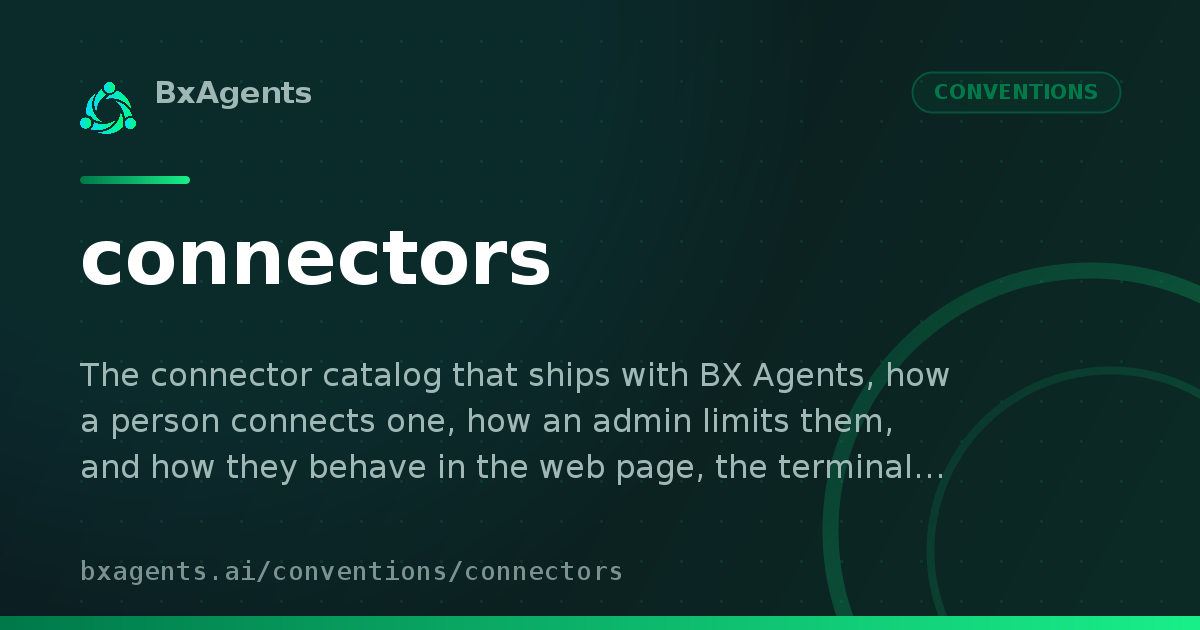 BxAgents
CONVENTIONS
connectors
The connector catalog that ships with BX Agents, how
a person connects one, how an admin limits them,
and how they behave in the web page, the terminal…
bxagents.ai/conventions/connectors